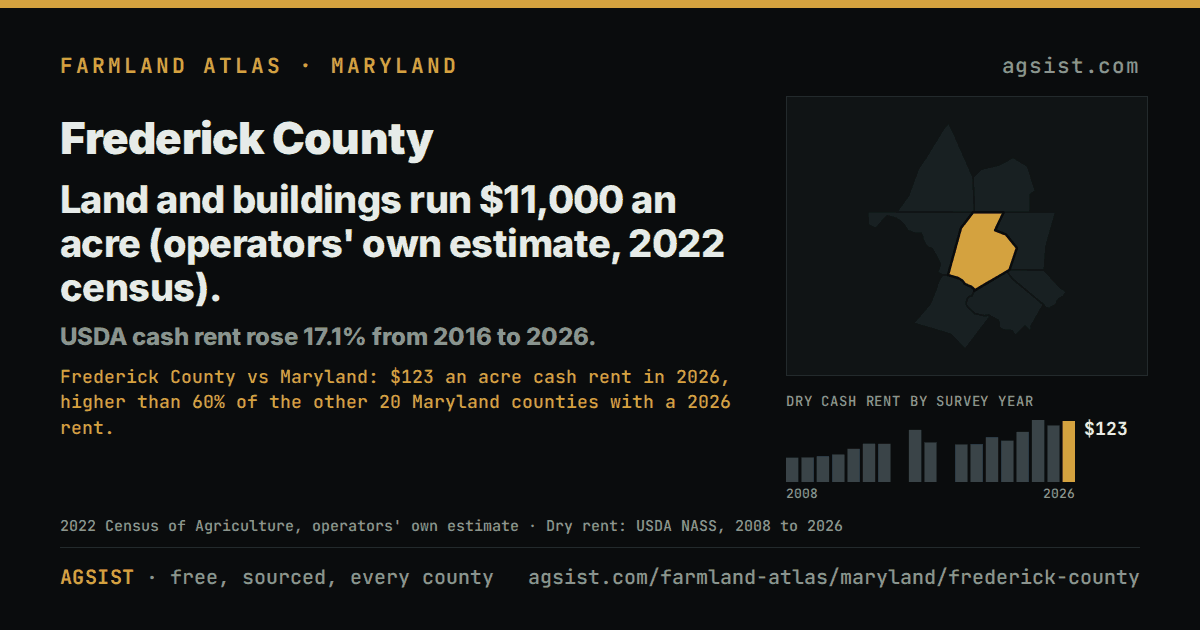 FARMLAND ATLAS · MARYLAND
agsist.com
Frederick County
Land and buildings run $11,000 an
acre (operators' own estimate, 2022
census).
USDA cash rent rose 17.1% from 2016 to 2026.
Frederick County vs Maryland: $123 an acre cash rent in 2026,
higher than 60% of the other 20 Maryland counties with a 2026
rent.
DRY CASH RENT BY SURVEY YEAR
$123
2008
2026
2022 Census of Agriculture, operators' own estimate · Dry rent: USDA NASS, 2008 to 2026
AGSIST · free, sourced, every county
agsist.com/farmland-atlas/maryland/frederick-county